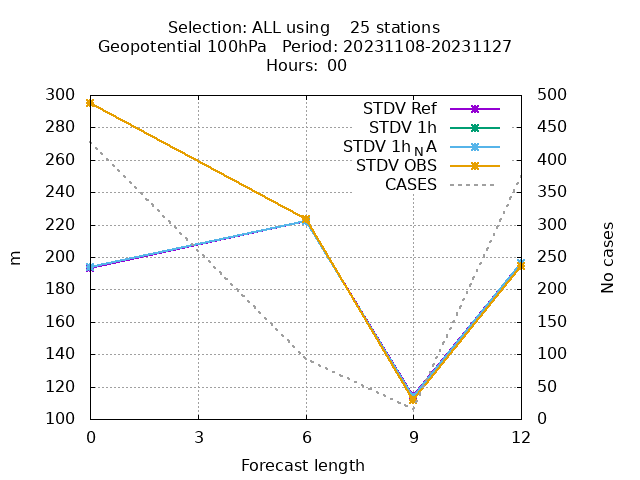 Selection: ALL using    25 stations
Geopotential 100hPa   Period: 20231108-20231127
Hours:  00
300
280
260
240
220
200
180
160
140
120
100
500
450
400
350
300
250
200
150
100
50
0
STDV Ref
STDV 1h
STDV 1h_N A
STDV OBS
CASES
m
No cases
0 3 6 9 12
Forecast length